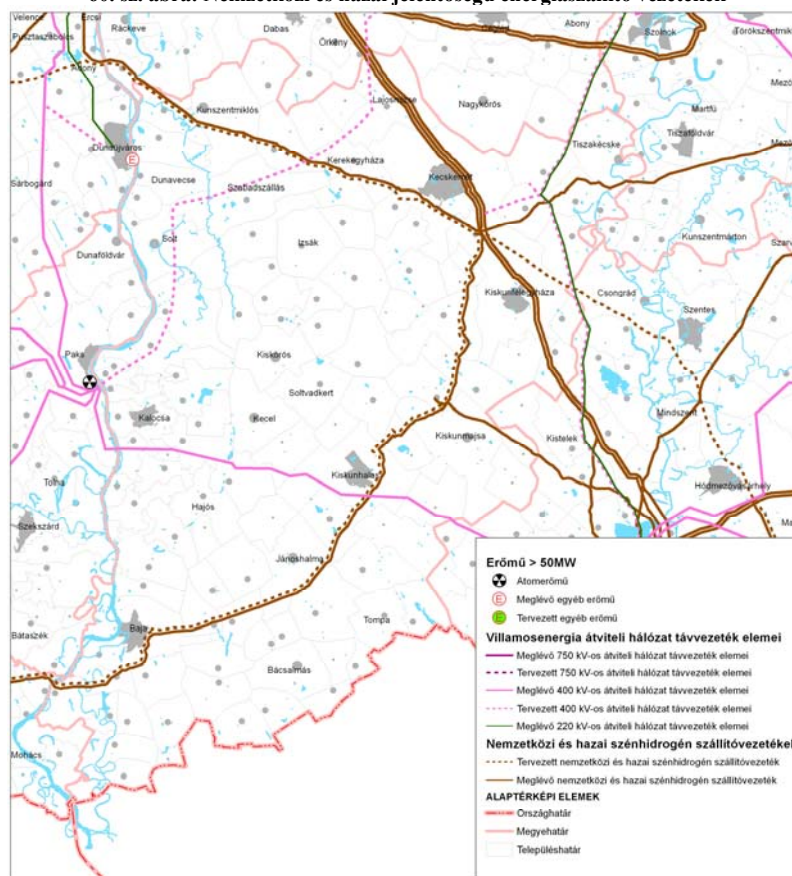 Velence
Ercsi
Ráckeve
Pusztaszabolcs
Dabas
Örkény
Cegléd
Abony
Szolnok
Törökszentmiklós
Adony
Kunszentmiklós
Lajosmizse
Nagykőrös
Martfű
Tiszaföldvár
Tiszakécske
Dunaújváros
Kerekegyháza
Kecskemét
Sárbogárd
Dunavecse
Szabadszállás
Izsák
Kunszentmárton
Dunaföldvár
Solt
Kiskunfélegyháza
Csongrád
Szentes
Paks
Kiskőrös
Soltvadkert
Kalocsa
Kecel
Mindszent
Kiskunmajsa
Kistelek
Tolna
Kiskunhalas
Hódmezővásárhely
Hajós
Szekszárd
Jánoshalma
Baja
Tompa
Bátaszék
Bácsalmás
Mohács
Erőmű > 50MW
Atomerőmű
E Meglévő egyéb erőmű
E Tervezett egyéb erőmű
Villamosenergia átviteli hálózat távvezeték elemei
Meglévő 750 kV-os átviteli hálózat távvezeték elemei
Tervezett 750 kV-os átviteli hálózat távvezeték elemei
Meglévő 400 kV-os átviteli hálózat távvezeték elemei
Tervezett 400 kV-os átviteli hálózat távvezeték elemei
Meglévő 220 kV-os átviteli hálózat távvezeték elemei
Nemzetközi és hazai szénhidrogén szállítóvezetékek
Tervezett nemzetközi és hazai szénhidrogén szállítóvezeték
Meglévő nemzetközi és hazai szénhidrogén szállítóvezeték
ALAPTÉRKÉPI ELEMEK
Országhatár
Megyehatár
Településhatár